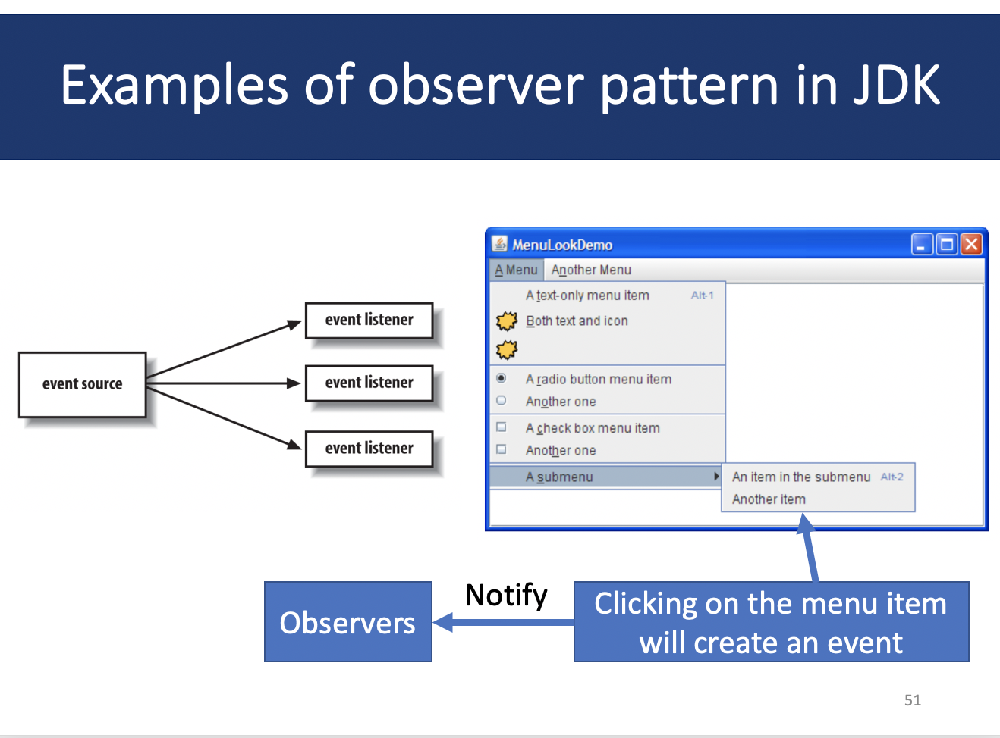 Examples of observer pattern in JDK
event source
event listener
event listener
event listener
MenuLookDemo
A Menu Another Menu
A text-only menu item Alt-1
Both text and icon
A radio button menu item
Another one
A check box menu item
Another one
A submenu
An item in the submenu Alt-2
Another item
Observers
Notify
Clicking on the menu item
will create an event
51